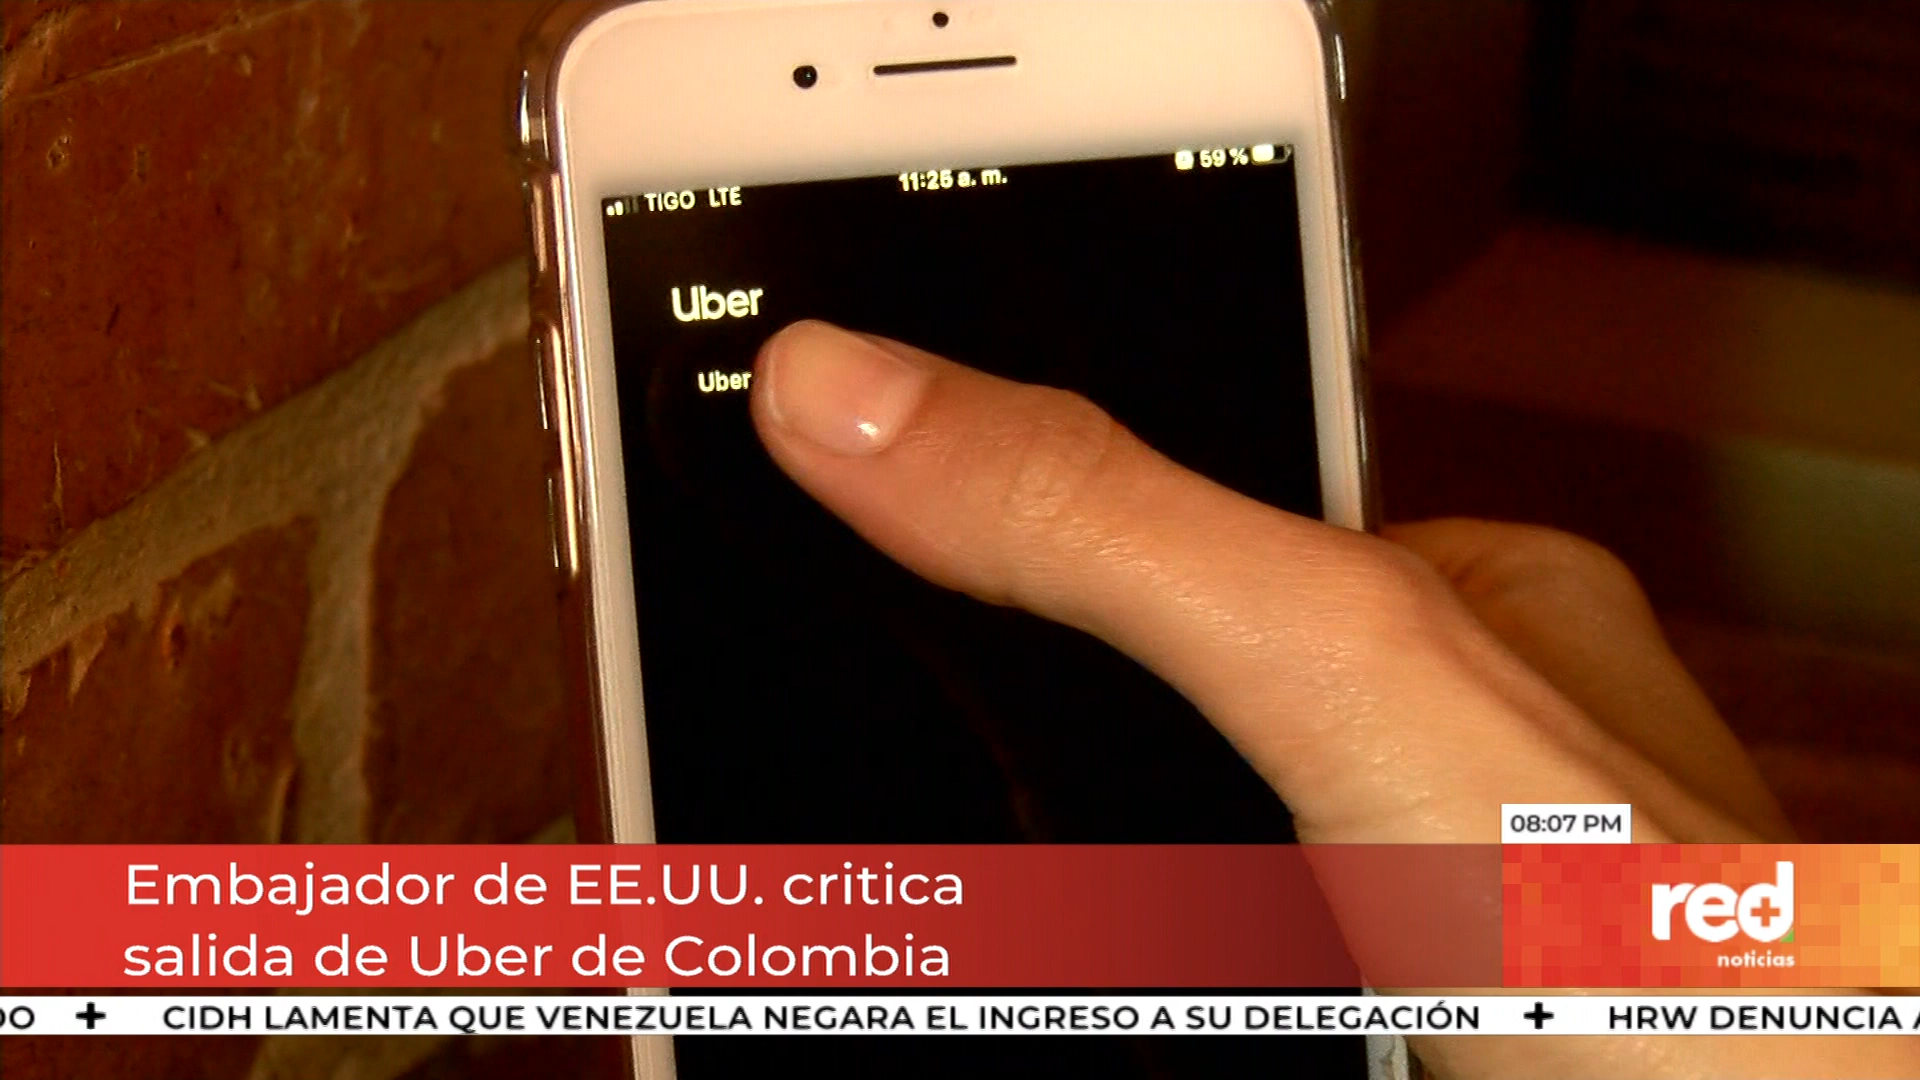 TIGO LTE 11:25 a. m. 59 %
Uber
Uber
08:07 PM
Embajador de EE.UU. critica
salida de Uber de Colombia
red+
noticias
DO + CIDH LAMENTA QUE VENEZUELA NEGARA EL INGRESO A SU DELEGACIÓN + HRW DENUNCIA A